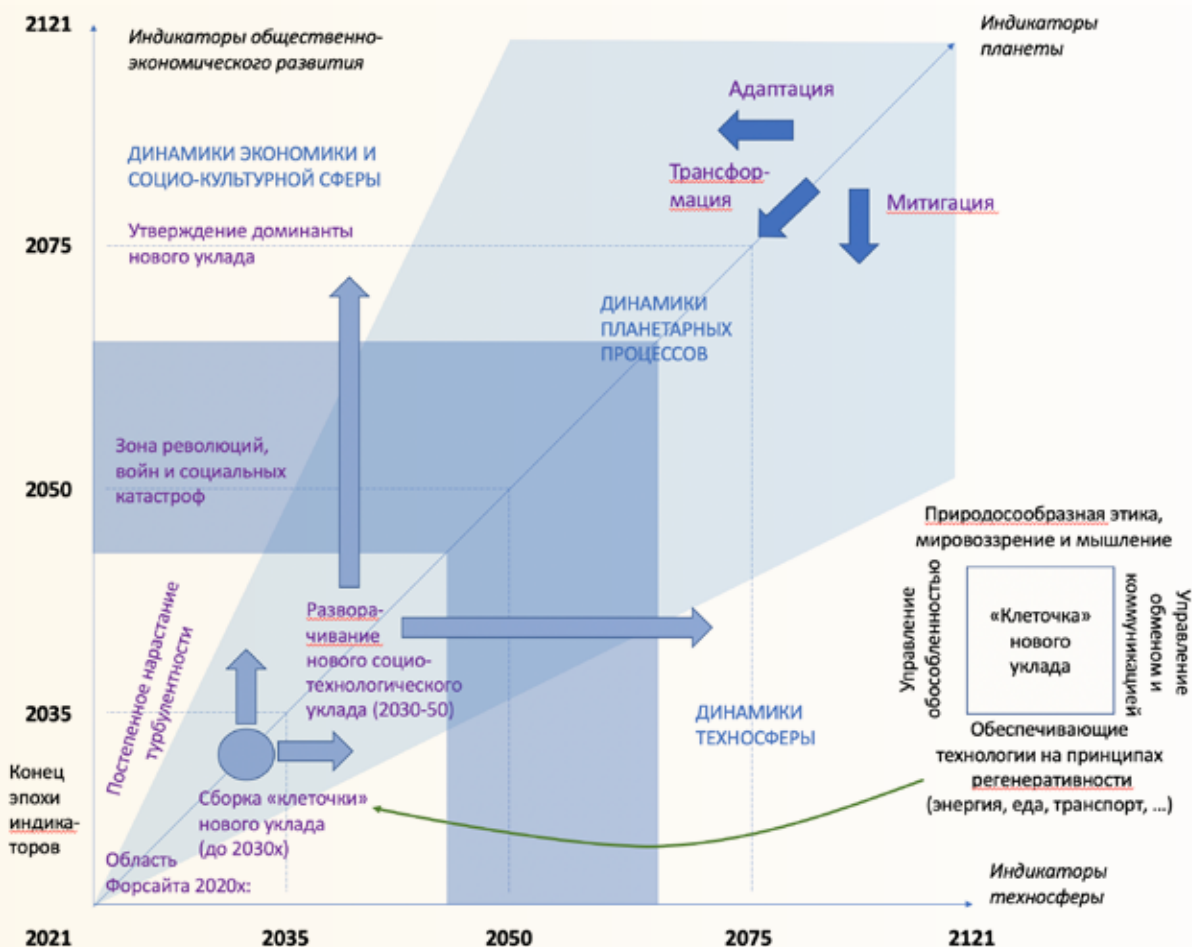 2121
Индикаторы общественно-
экономического развития
Индикаторы
планеты
Адаптация
ДИНАМИКИ ЭКОНОМИКИ И
СОЦИО-КУЛЬТУРНОЙ СФЕРЫ
Трансфор-
мация
Митигация
Утверждение доминанты
нового уклада
2075
ДИНАМИКИ
ПЛАНЕТАРНЫХ
ПРОЦЕССОВ
Зона революций,
войн и социальных
катастроф
2050
Природосообразная этика,
мировоззрение и мышление
Управление
обособленностью
«Клеточка»
нового
уклада
Управление
обменом и
коммуникацией
Обеспечивающие
технологии на принципах
регенеративности
(энергия, еда, транспорт, ...)
Постепенное нарастание
турбулентности
Развора-
чивание
нового социо-
технологического
уклада (2030-50)
2035
ДИНАМИКИ
ТЕХНОСФЕРЫ
Конец
эпохи
индика-
торов
Сборка «клеточки»
нового уклада
(до 2030х)
Область
Форсайта 2020х:
Индикаторы
техносферы
2021
2035
2050
2075
2121